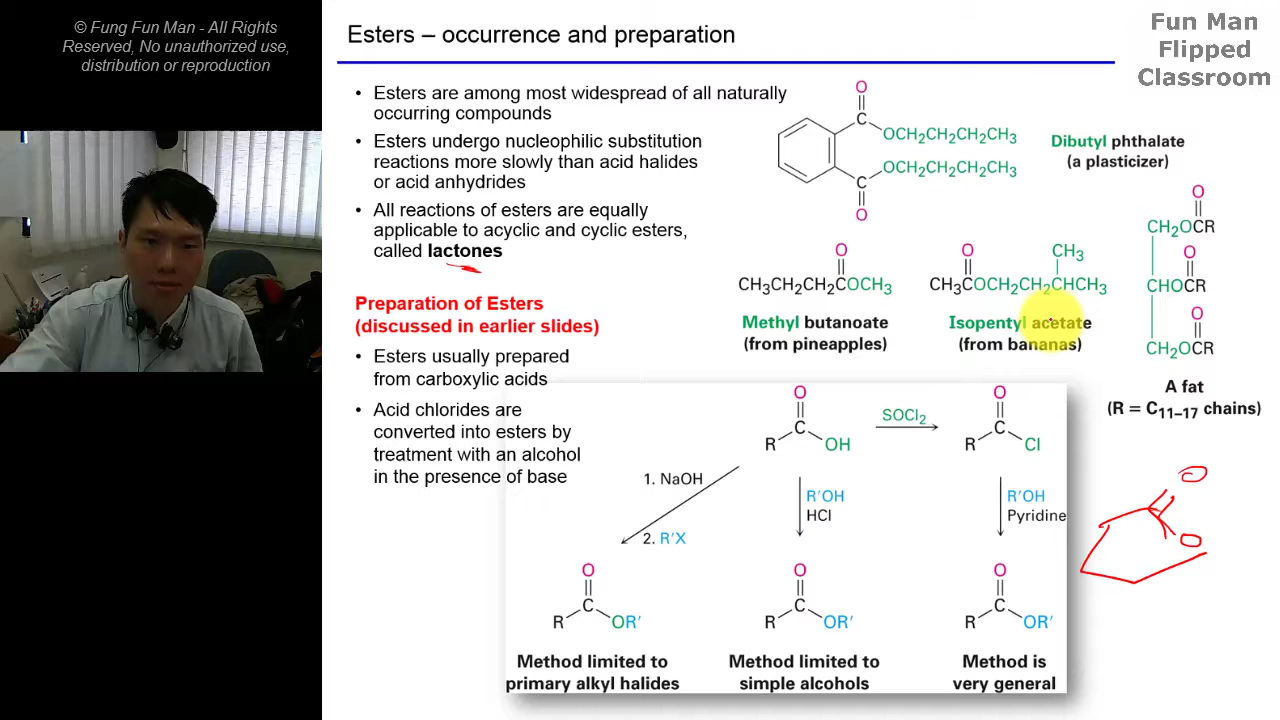 © Fung Fun Man - All Rights
Reserved, No unauthorized use,
distribution or reproduction
Fun Man
Flipped
Classroom
Esters – occurrence and preparation
• Esters are among most widespread of all naturally
occurring compounds
• Esters undergo nucleophilic substitution
reactions more slowly than acid halides
or acid anhydrides
• All reactions of esters are equally
applicable to acyclic and cyclic esters,
called lactones
Preparation of Esters
(discussed in earlier slides)
• Esters usually prepared
from carboxylic acids
• Acid chlorides are
converted into esters by
treatment with an alcohol
in the presence of base
O
C
OCH₂CH₂CH₂CH₃
OCH₂CH₂CH₂CH₃
C
O
Dibutyl phthalate
(a plasticizer)
O
CH₃CH₂CH₂COCH₃
Methyl butanoate
(from pineapples)
O CH₃
CH₃COCH₂CH₂CHCH₃
Isopentyl acetate
(from bananas)
O
CH₂OCR
O
CHOCR
O
CH₂OCR
A fat
(R = C₁₁₋₁₇ chains)
O
C
R OH
SOCl₂
O
C
R Cl
1. NaOH
2. R′X
R′OH
HCl
R′OH
Pyridine
O
C
R OR′
Method limited to
primary alkyl halides
O
C
R OR′
Method limited to
simple alcohols
O
C
R OR′
Method is
very general
O
O